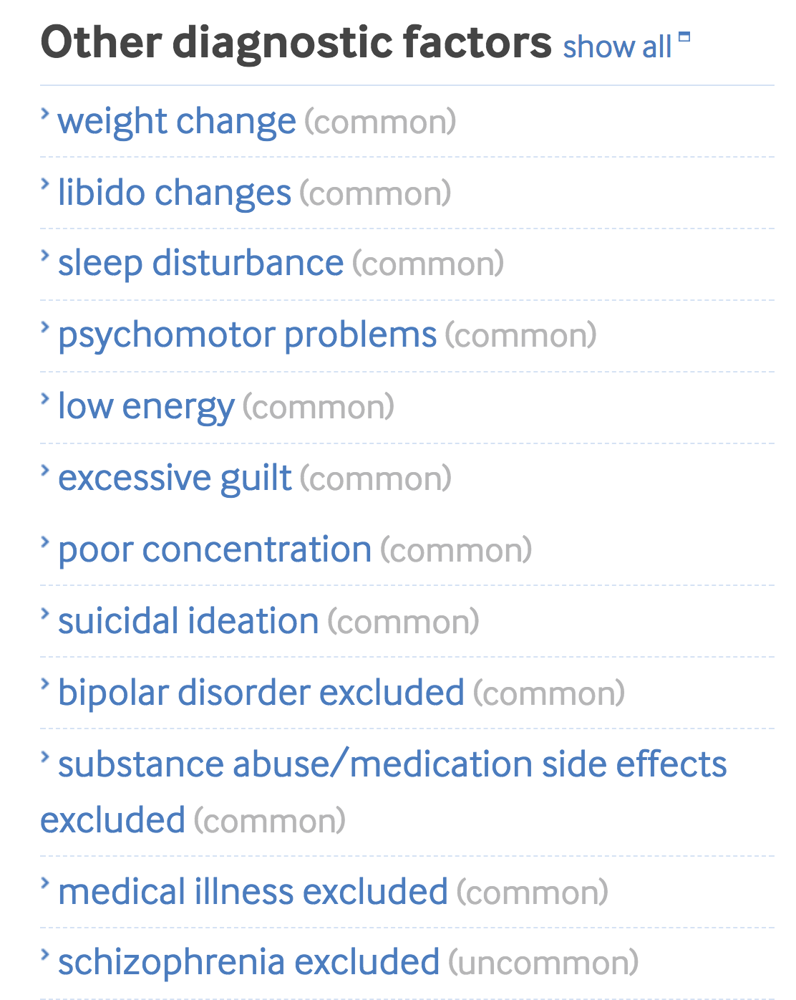 Other diagnostic factors show all
weight change (common)
libido changes (common)
sleep disturbance (common)
psychomotor problems (common)
low energy (common)
excessive guilt (common)
poor concentration (common)
suicidal ideation (common)
bipolar disorder excluded (common)
substance abuse/medication side effects
excluded (common)
medical illness excluded (common)
schizophrenia excluded (uncommon)